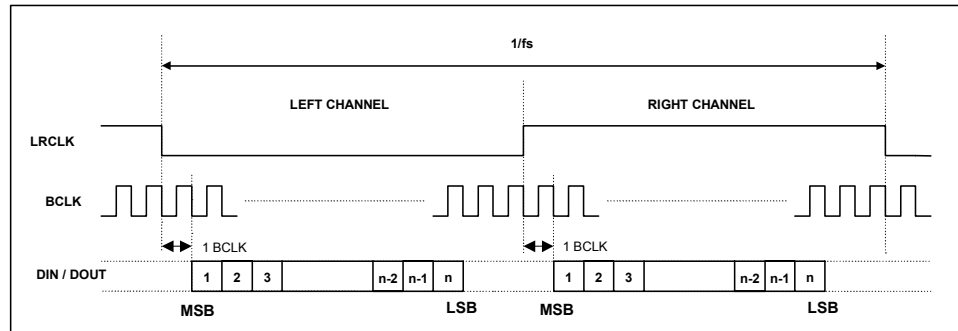 1/fs
LEFT CHANNEL RIGHT CHANNEL
LRCLK
BCLK
1 BCLK 1 BCLK
DIN / DOUT 1 2 3 n-2 n-1 n 1 2 3 n-2 n-1 n
MSB LSB MSB LSB